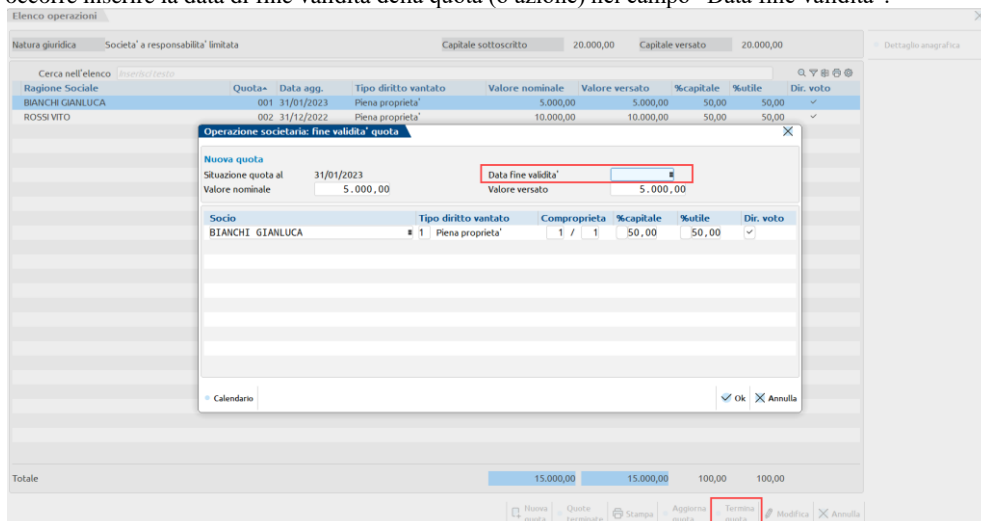 occorre inserire la data di fine validità della quota (o azione) nel campo "Data fine validità".
Elenco operazioni
Natura giuridica Societa' a responsabilita' limitata Capitale sottoscritto 20.000,00 Capitale versato 20.000,00 Dettaglio anagrafica
Cerca nell'elenco Inserisci testo
Ragione Sociale Quota Data agg. Tipo diritto vantato Valore nominale Valore versato %capitale %utile Dir. voto
BIANCHI GIANLUCA 001 31/01/2023 Piena proprieta' 5.000,00 5.000,00 50,00 50,00
ROSSI VITO 002 31/12/2022 Piena proprieta' 10.000,00 10.000,00 50,00 50,00
Operazione societaria: fine validita' quota
Nuova quota
Situazione quota al 31/01/2023 Data fine validita'
Valore nominale 5.000,00 Valore versato 5.000,00
Socio Tipo diritto vantato Comproprieta %capitale %utile Dir. voto
BIANCHI GIANLUCA 1 Piena proprieta' 1 / 1 50,00 50,00
Calendario Ok Annulla
Totale 15.000,00 15.000,00 100,00 100,00
Nuova quota Quote terminate Stampa Aggiorna quota Termina quota Modifica Annulla